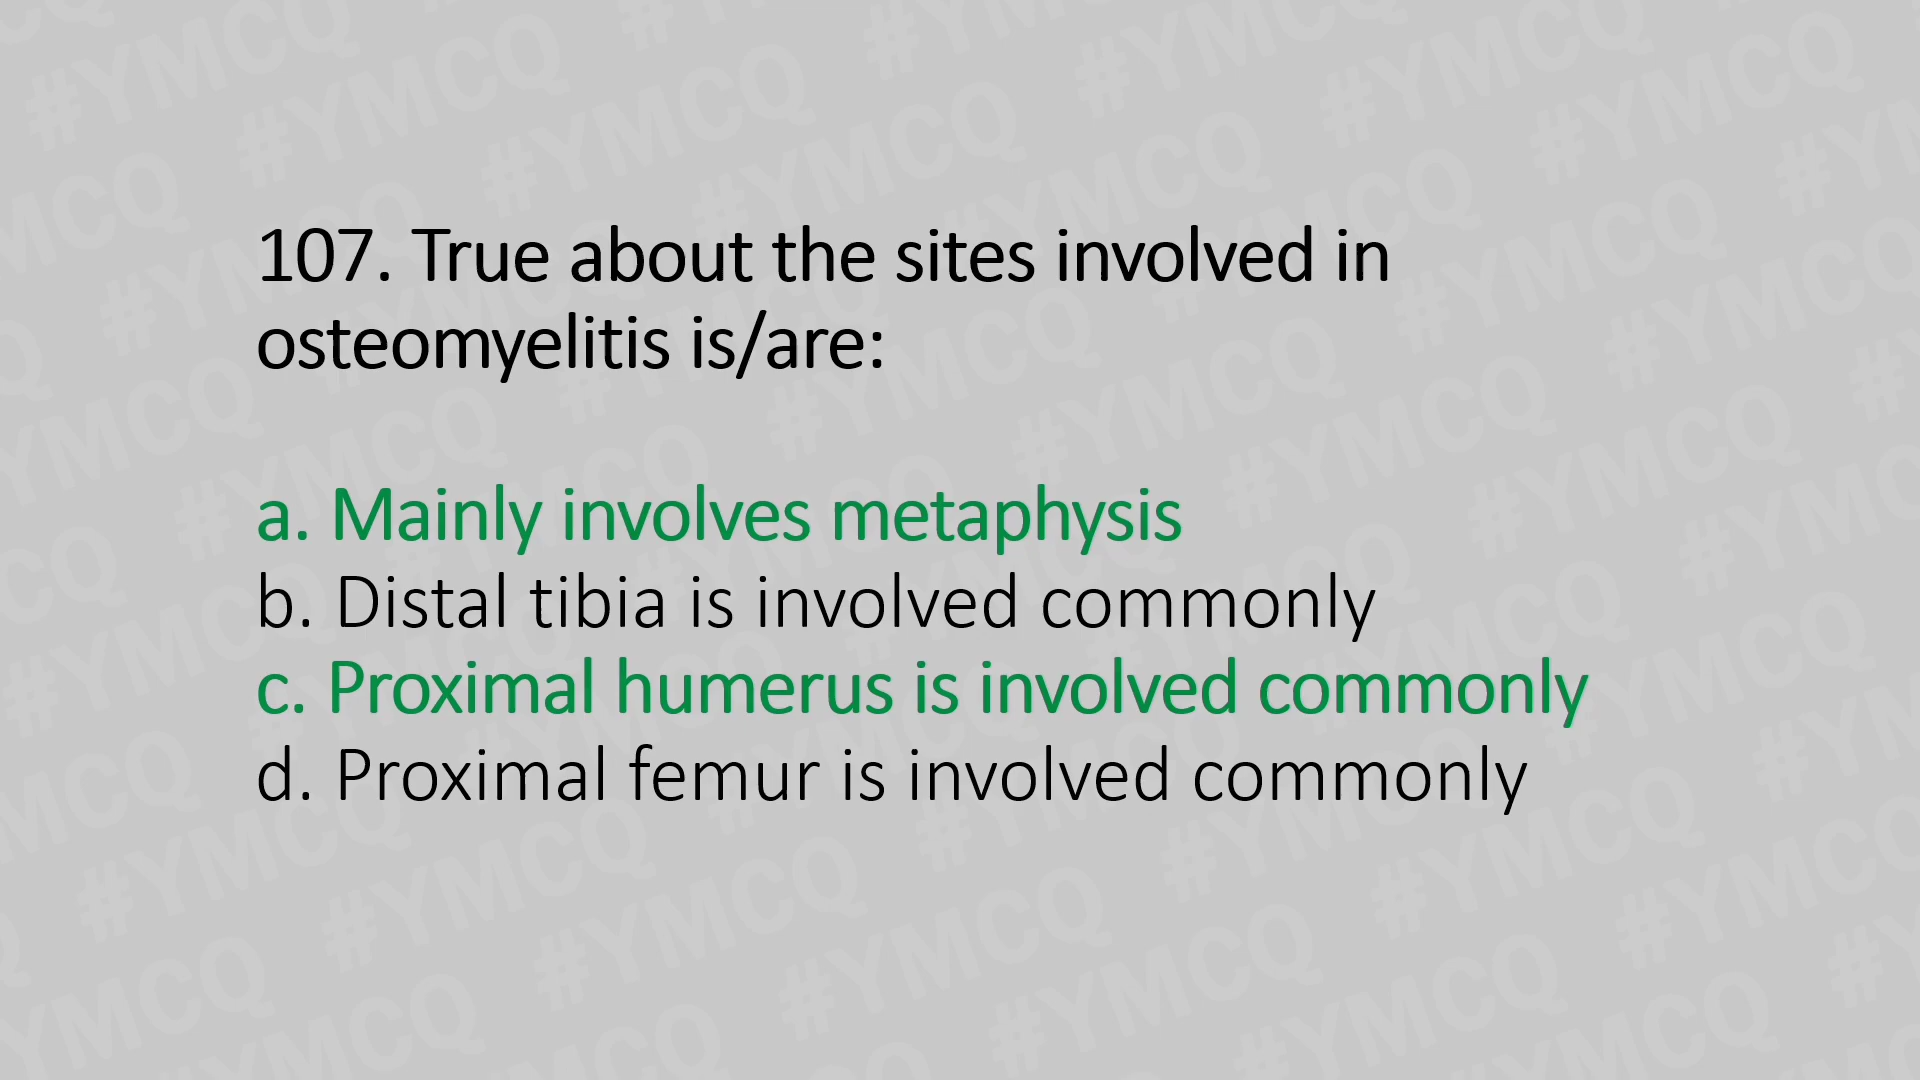 107. True about the sites involved in
osteomyelitis is/are:
a. Mainly involves metaphysis
b. Distal tibia is involved commonly
c. Proximal humerus is involved commonly
d. Proximal femur is involved commonly
#YMCQ